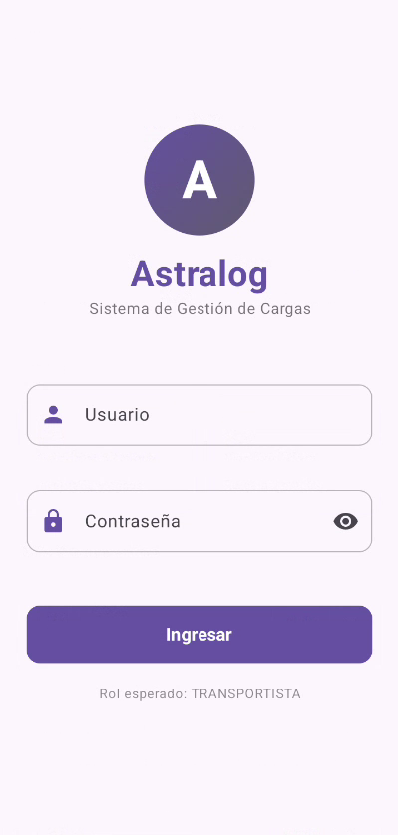 A
Astralog
Sistema de Gestión de Cargas
Usuario
Contraseña
Ingresar
Rol esperado: TRANSPORTISTA